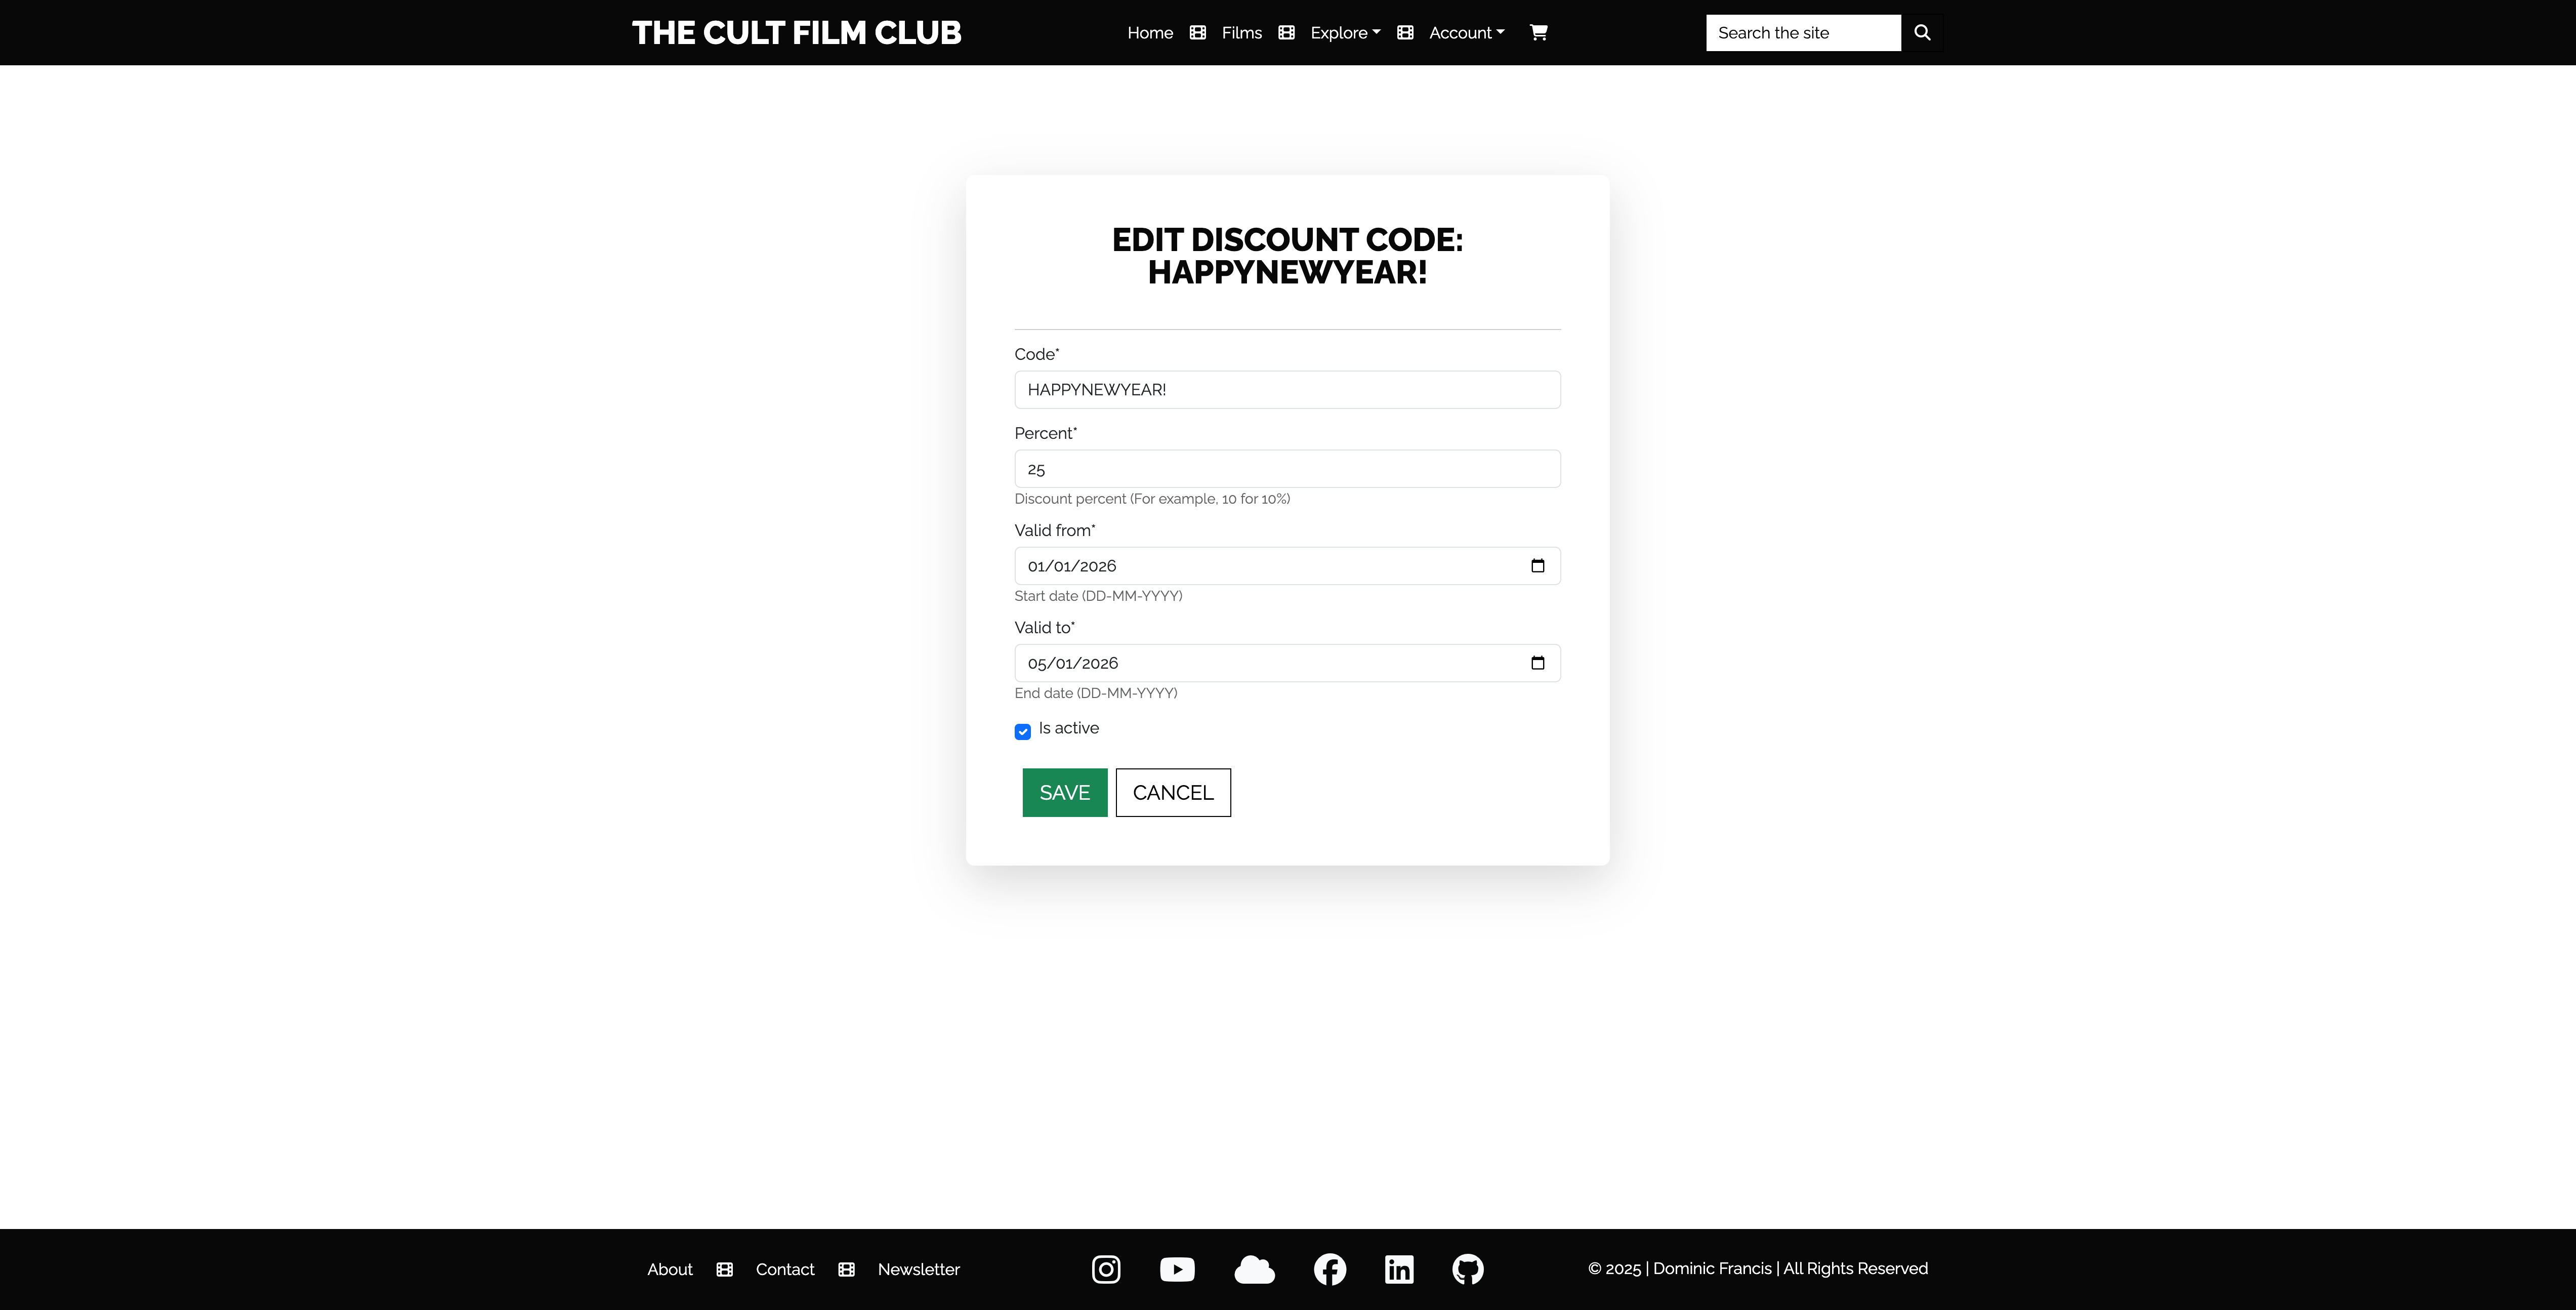 THE CULT FILM CLUB
Home Films Explore Account
Search the site
EDIT DISCOUNT CODE:
HAPPYNEWYEAR!
Code*
HAPPYNEWYEAR!
Percent*
25
Discount percent (For example, 10 for 10%)
Valid from*
01/01/2026
Start date (DD-MM-YYYY)
Valid to*
05/01/2026
End date (DD-MM-YYYY)
Is active
SAVE CANCEL
About Contact Newsletter
© 2025 | Dominic Francis | All Rights Reserved